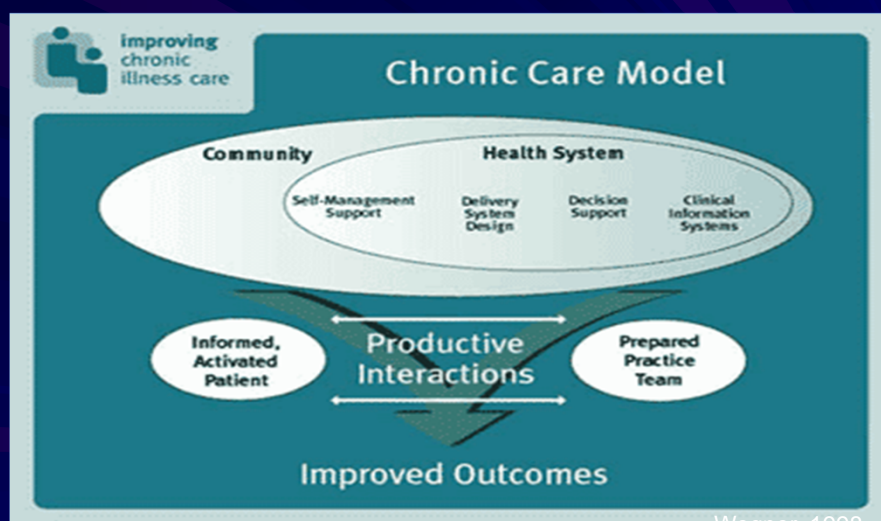 improving
chronic
illness care
Chronic Care Model
Community
Health System
Self-Management
Support
Delivery
System
Design
Decision
Support
Clinical
Information
Systems
Informed,
Activated
Patient
Productive
Interactions
Prepared
Practice
Team
Improved Outcomes